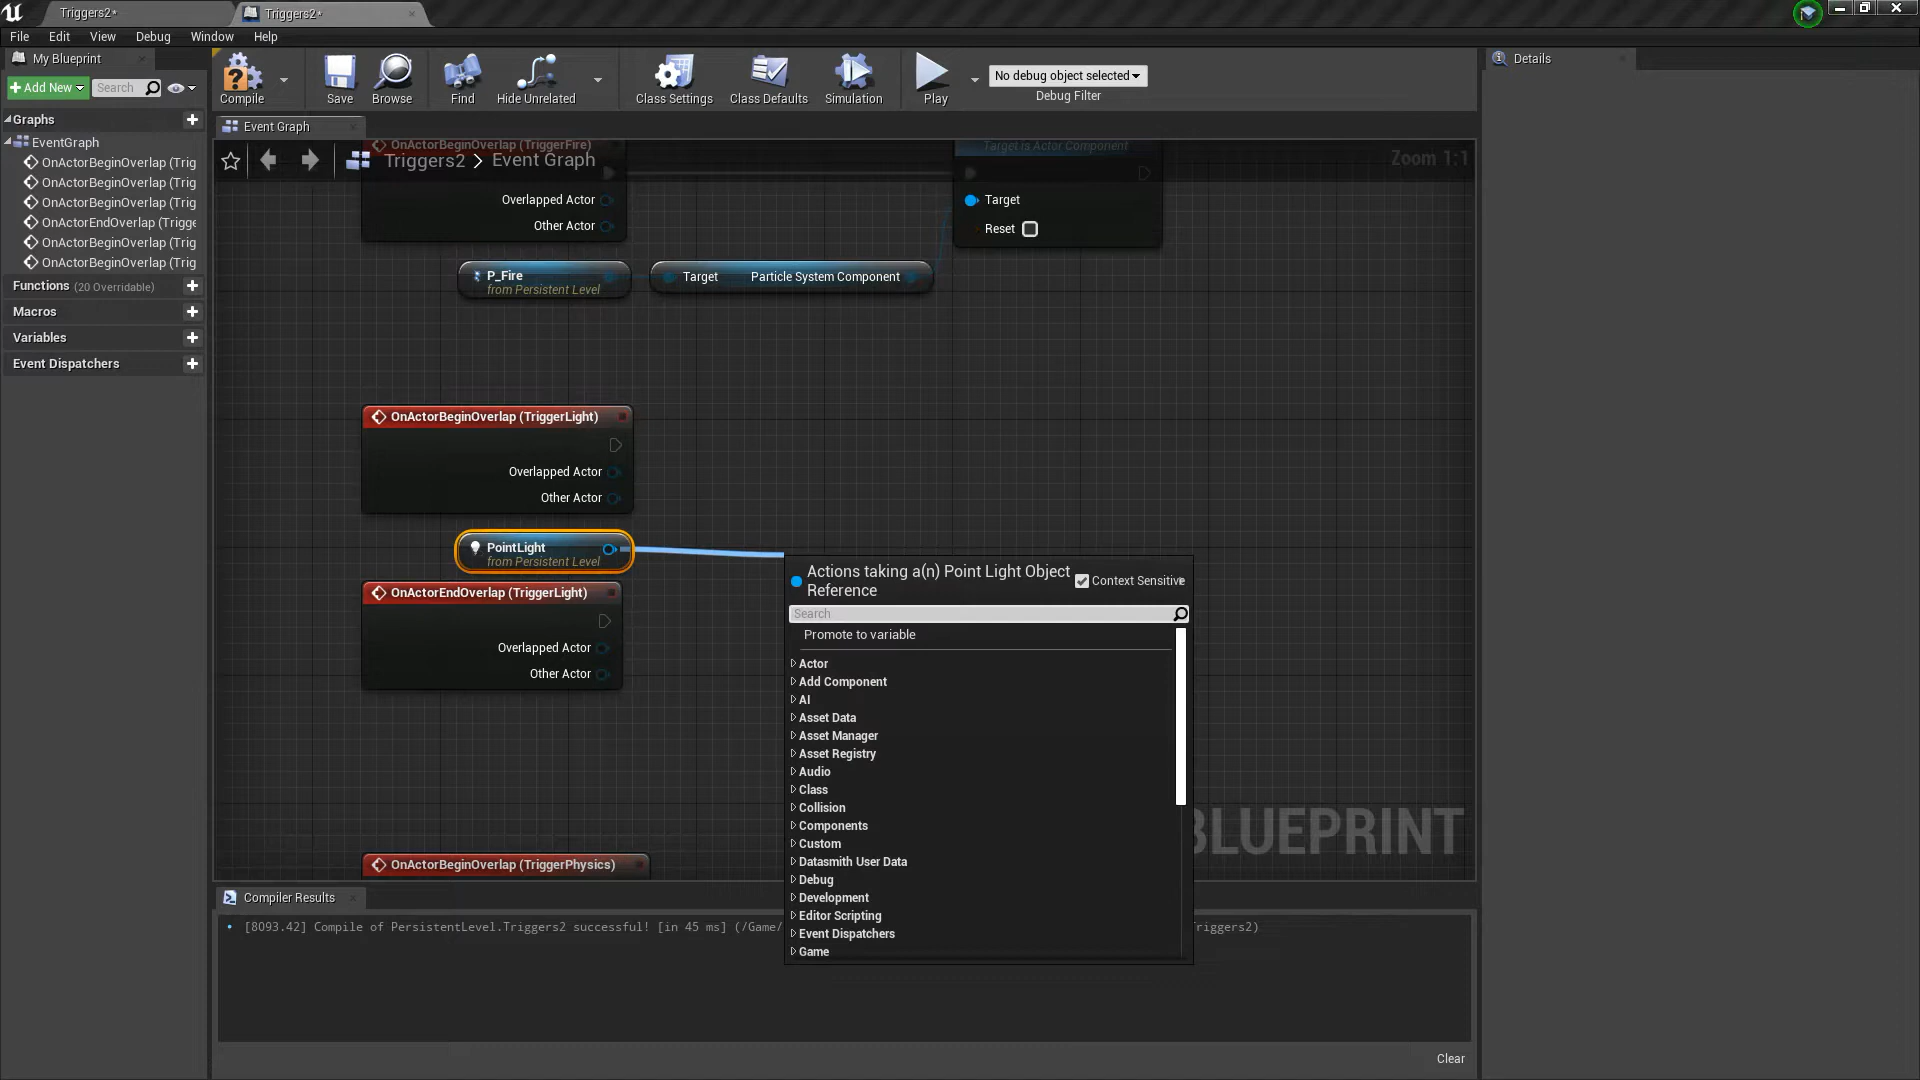 Triggers2*
Triggers2*
File Edit View Debug Window Help
My Blueprint
Details
Add New
Search
Compile
Save
Browse
Find
Hide Unrelated
Class Settings
Class Defaults
Simulation
Play
No debug object selected
Debug Filter
Graphs
EventGraph
OnActorBeginOverlap (Trig
OnActorBeginOverlap (Trig
OnActorBeginOverlap (Trig
OnActorEndOverlap (Trigge
OnActorBeginOverlap (Trig
OnActorBeginOverlap (Trig
Functions (20 Overridable)
Macros
Variables
Event Dispatchers
Event Graph
OnActorBeginOverlap (TriggerFire)
Triggers2 > Event Graph
Target is Actor Component
Zoom 1:1
Overlapped Actor
Other Actor
Target
Reset
P_Fire
from Persistent Level
Target Particle System Component
OnActorBeginOverlap (TriggerLight)
Overlapped Actor
Other Actor
PointLight
from Persistent Level
OnActorEndOverlap (TriggerLight)
Overlapped Actor
Other Actor
OnActorBeginOverlap (TriggerPhysics)
Actions taking a(n) Point Light Object
Reference
Context Sensitive
Search
Promote to variable
Actor
Add Component
AI
Asset Data
Asset Manager
Asset Registry
Audio
Class
Collision
Components
Custom
Datasmith User Data
Debug
Development
Editor Scripting
Event Dispatchers
Game
BLUEPRINT
Compiler Results
[8093.42] Compile of PersistentLevel.Triggers2 successful! [in 45 ms] (/Game/
riggers2)
Clear